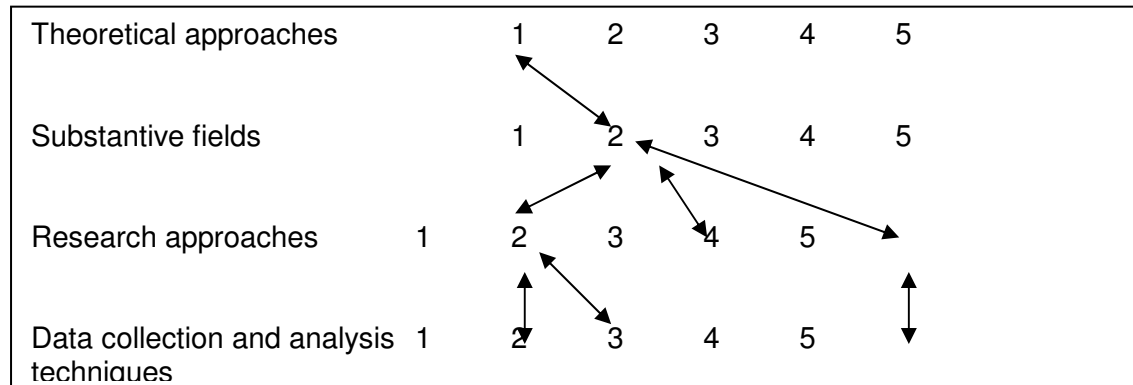 Theoretical approaches 1 2 3 4 5
Substantive fields 1 2 3 4 5
Research approaches 1 2 3 4 5
Data collection and analysis 1 2 3 4 5
techniques